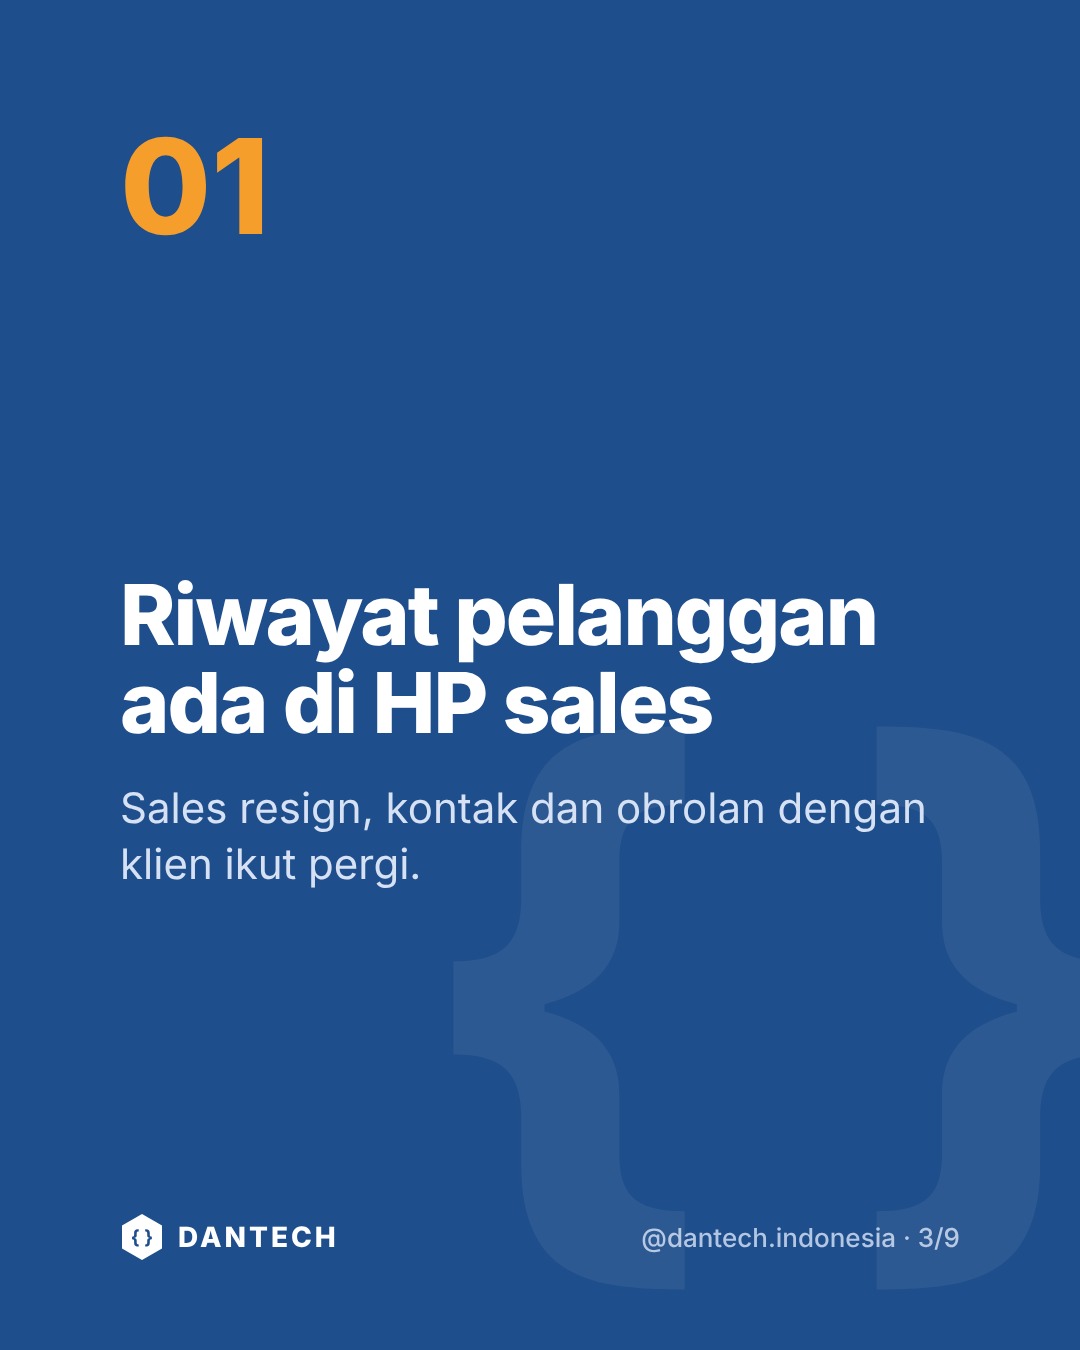 01
Riwayat pelanggan
ada di HP sales
Sales resign, kontak dan obrolan dengan
klien ikut pergi.
{} DANTECH
@dantech.indonesia · 3/9
{}